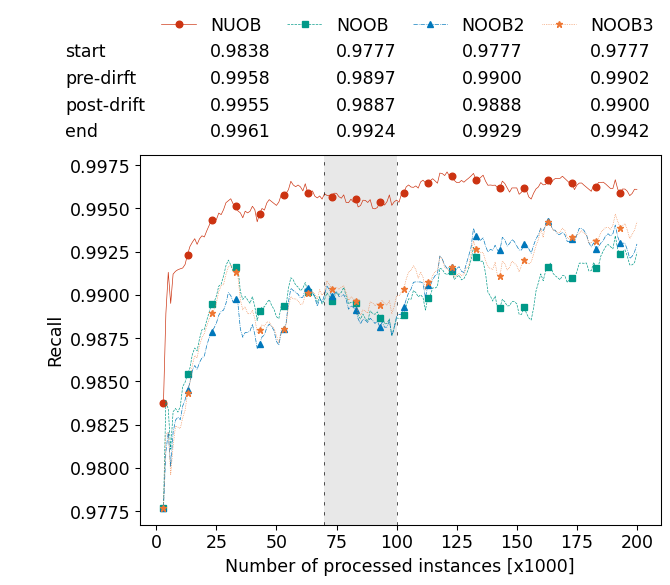 NUOB NOOB NOOB2 NOOB3
start 0.9838 0.9777 0.9777 0.9777
pre-dirft 0.9958 0.9897 0.9900 0.9902
post-drift 0.9955 0.9887 0.9888 0.9900
end 0.9961 0.9924 0.9929 0.9942
0.9975
0.9950
0.9925
0.9900
0.9875
0.9850
0.9825
0.9800
0.9775
Recall
0 25 50 75 100 125 150 175 200
Number of processed instances [x1000]